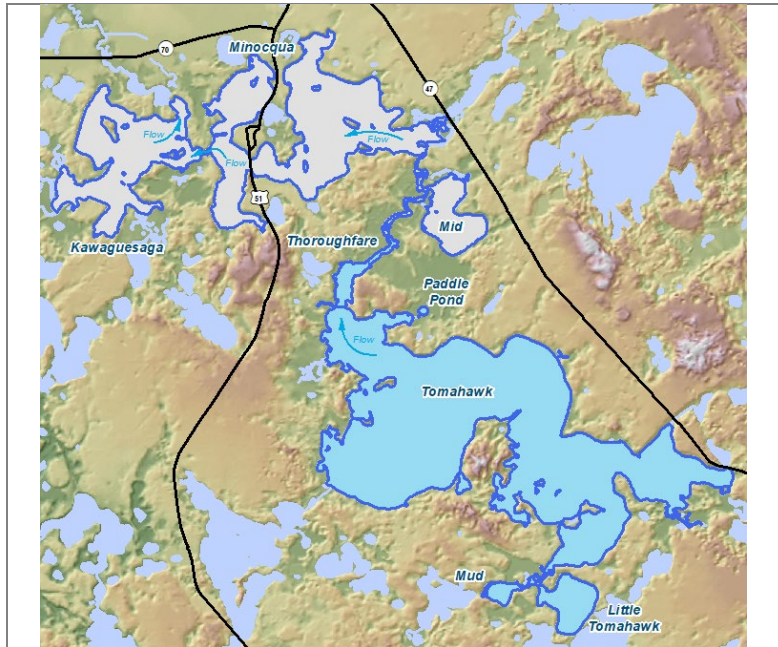 70
Minocqua
47
Flow
Flow
Flow
51
Mid
Thoroughfare
Kawaguesaga
Paddle
Pond
Flow
Tomahawk
Mud
Little
Tomahawk